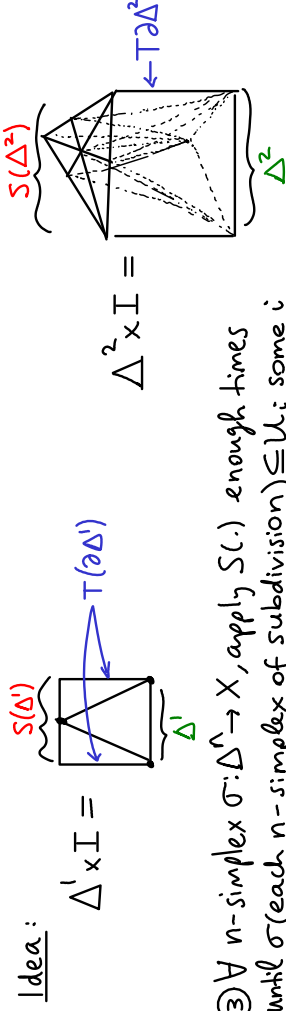 Idea:
S(Δ¹)
Δ¹×I =
T(∂Δ¹)
Δ¹
S(Δ²)
Δ²×I =
T∂Δ²
Δ²
③ ∀ n-simplex σ:Δⁿ→X, apply S(.) enough times
until σ(each n-simplex of subdivision)⊆Uᵢ some i